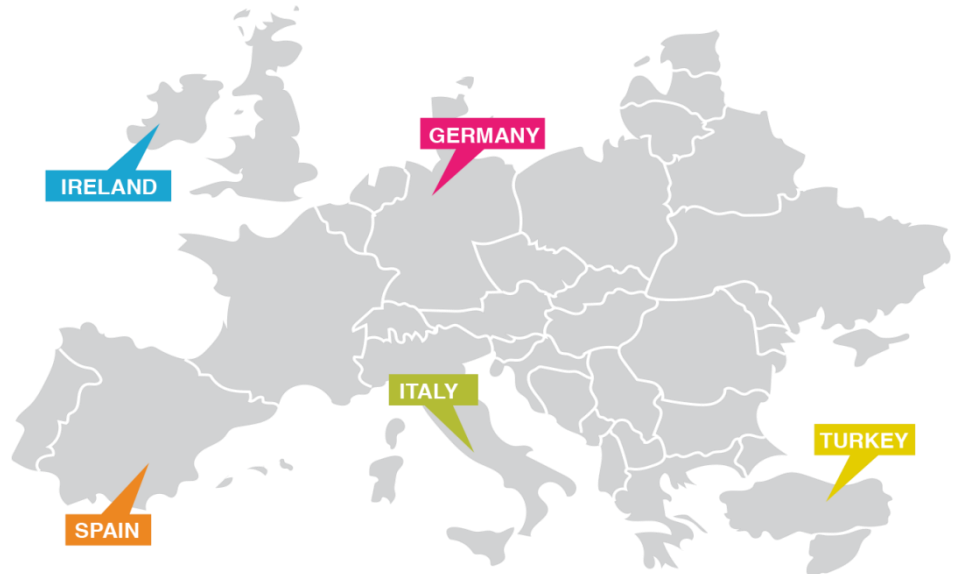 GERMANY
IRELAND
ITALY
TURKEY
SPAIN